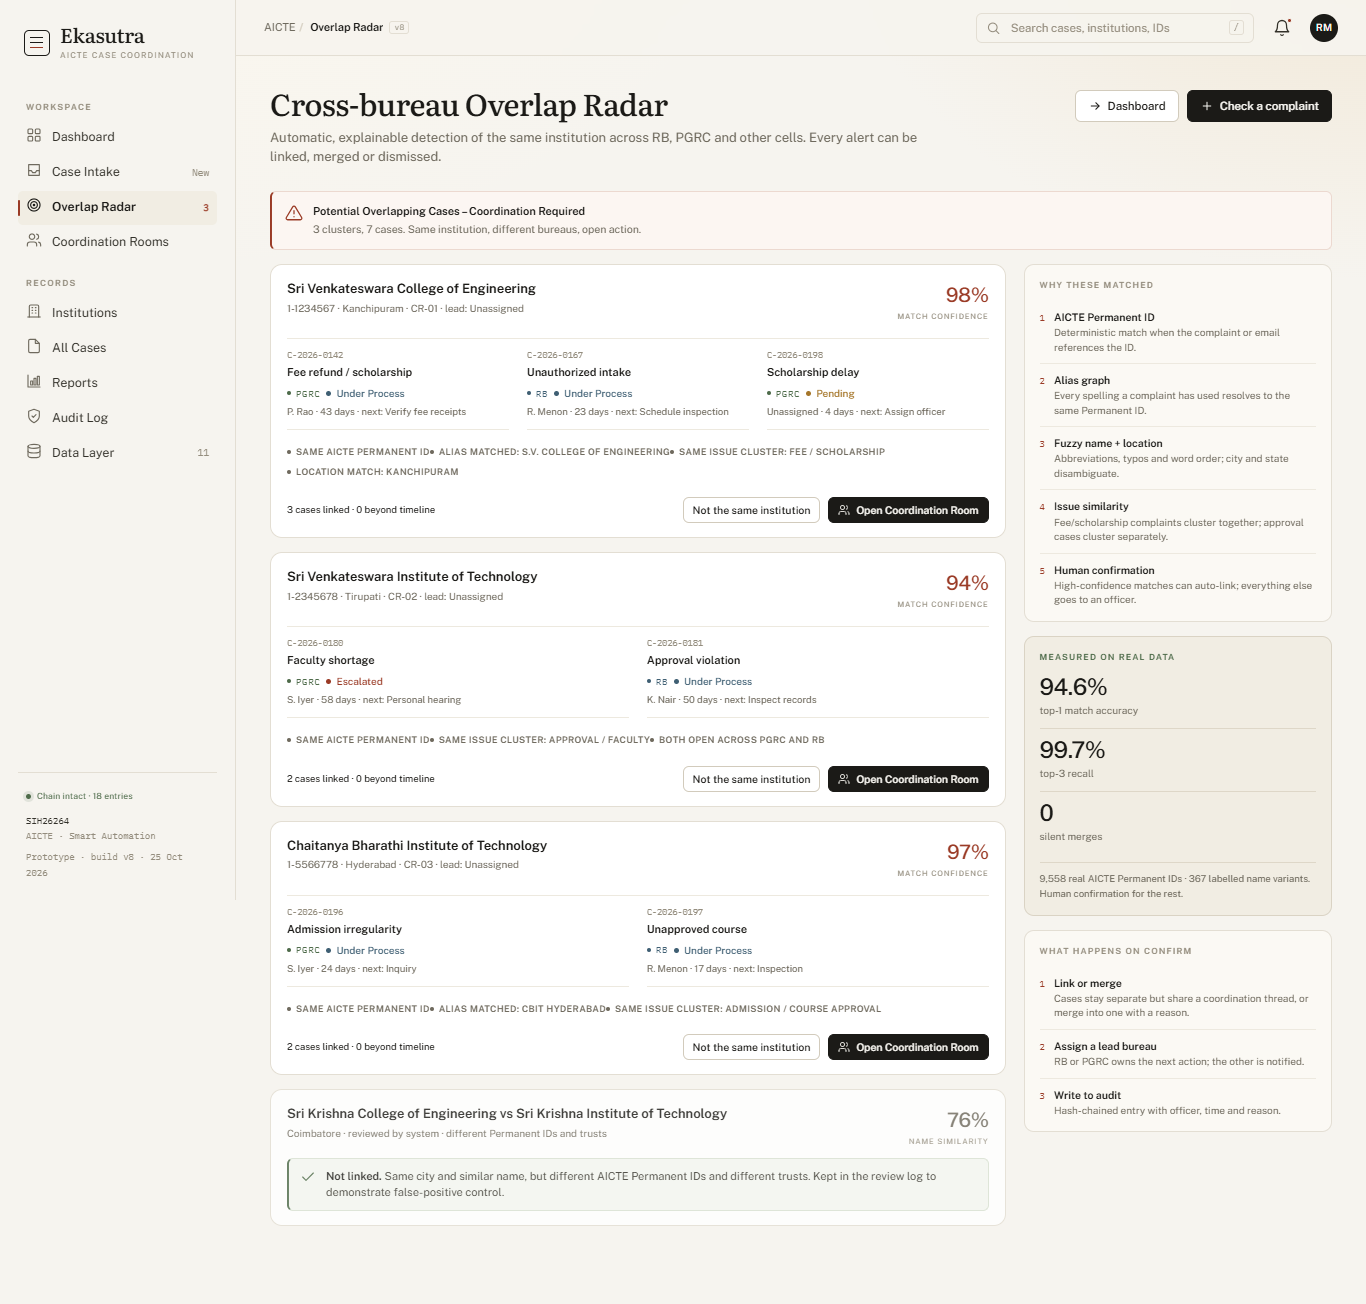 Ekasutra
AICTE CASE COORDINATION
WORKSPACE
Dashboard
Case Intake New
Overlap Radar 3
Coordination Rooms
RECORDS
Institutions
All Cases
Reports
Audit Log
Data Layer 11
Chain intact · 18 entries
SIH26264
AICTE · Smart Automation
Prototype · build v8 · 25 Oct
2026
AICTE / Overlap Radar v8
Search cases, institutions, IDs /
RM
Cross-bureau Overlap Radar
Automatic, explainable detection of the same institution across RB, PGRC and other cells. Every alert can be
linked, merged or dismissed.
→ Dashboard
+ Check a complaint
Potential Overlapping Cases – Coordination Required
3 clusters, 7 cases. Same institution, different bureaus, open action.
Sri Venkateswara College of Engineering
1-1234567 · Kanchipuram · CR-01 · lead: Unassigned
98%
MATCH CONFIDENCE
C-2026-0142 C-2026-0167 C-2026-0198
Fee refund / scholarship Unauthorized intake Scholarship delay
• PGRC • Under Process • RB • Under Process • PGRC • Pending
P. Rao · 43 days · next: Verify fee receipts R. Menon · 23 days · next: Schedule inspection Unassigned · 4 days · next: Assign officer
• SAME AICTE PERMANENT ID • ALIAS MATCHED: S.V. COLLEGE OF ENGINEERING • SAME ISSUE CLUSTER: FEE / SCHOLARSHIP
• LOCATION MATCH: KANCHIPURAM
3 cases linked · 0 beyond timeline Not the same institution Open Coordination Room
Sri Venkateswara Institute of Technology
1-2345678 · Tirupati · CR-02 · lead: Unassigned
94%
MATCH CONFIDENCE
C-2026-0180 C-2026-0181
Faculty shortage Approval violation
• PGRC • Escalated • RB • Under Process
S. Iyer · 58 days · next: Personal hearing K. Nair · 50 days · next: Inspect records
• SAME AICTE PERMANENT ID • SAME ISSUE CLUSTER: APPROVAL / FACULTY • BOTH OPEN ACROSS PGRC AND RB
2 cases linked · 0 beyond timeline Not the same institution Open Coordination Room
Chaitanya Bharathi Institute of Technology
1-5566778 · Hyderabad · CR-03 · lead: Unassigned
97%
MATCH CONFIDENCE
C-2026-0196 C-2026-0197
Admission irregularity Unapproved course
• PGRC • Under Process • RB • Under Process
S. Iyer · 24 days · next: Inquiry R. Menon · 17 days · next: Inspection
• SAME AICTE PERMANENT ID • ALIAS MATCHED: CBIT HYDERABAD • SAME ISSUE CLUSTER: ADMISSION / COURSE APPROVAL
2 cases linked · 0 beyond timeline Not the same institution Open Coordination Room
Sri Krishna College of Engineering vs Sri Krishna Institute of Technology
Coimbatore · reviewed by system · different Permanent IDs and trusts
76%
NAME SIMILARITY
Not linked. Same city and similar name, but different AICTE Permanent IDs and different trusts. Kept in the review log to
demonstrate false-positive control.
WHY THESE MATCHED
1 AICTE Permanent ID
Deterministic match when the complaint or email
references the ID.
2 Alias graph
Every spelling a complaint has used resolves to the
same Permanent ID.
3 Fuzzy name + location
Abbreviations, typos and word order; city and state
disambiguate.
4 Issue similarity
Fee/scholarship complaints cluster together; approval
cases cluster separately.
5 Human confirmation
High-confidence matches can auto-link; everything else
goes to an officer.
MEASURED ON REAL DATA
94.6%
top-1 match accuracy
99.7%
top-3 recall
0
silent merges
9,558 real AICTE Permanent IDs · 367 labelled name variants.
Human confirmation for the rest.
WHAT HAPPENS ON CONFIRM
1 Link or merge
Cases stay separate but share a coordination thread, or
merge into one with a reason.
2 Assign a lead bureau
RB or PGRC owns the next action; the other is notified.
3 Write to audit
Hash-chained entry with officer, time and reason.